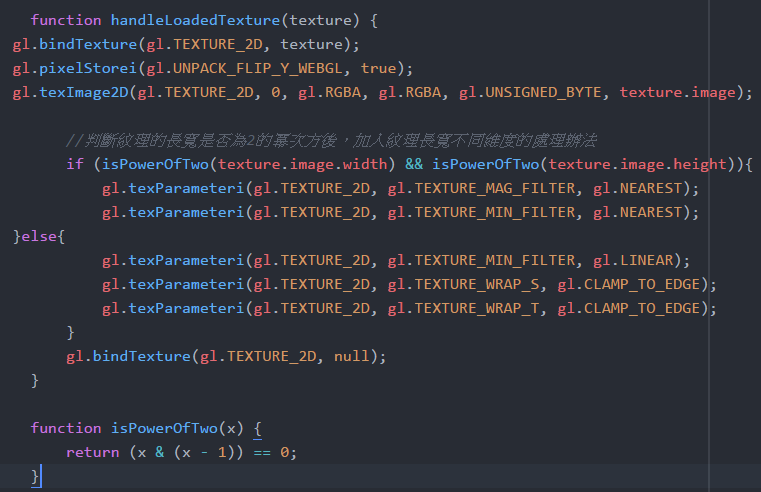 function handleLoadedTexture(texture) {
gl.bindTexture(gl.TEXTURE_2D, texture);
gl.pixelStorei(gl.UNPACK_FLIP_Y_WEBGL, true);
gl.texImage2D(gl.TEXTURE_2D, 0, gl.RGBA, gl.RGBA, gl.UNSIGNED_BYTE, texture.image);
//判斷紋理的長寬是否為2的冪次方後，加入紋理長寬不同維度的處理辦法
if (isPowerOfTwo(texture.image.width) && isPowerOfTwo(texture.image.height)){
gl.texParameteri(gl.TEXTURE_2D, gl.TEXTURE_MAG_FILTER, gl.NEAREST);
gl.texParameteri(gl.TEXTURE_2D, gl.TEXTURE_MIN_FILTER, gl.NEAREST);
}else{
gl.texParameteri(gl.TEXTURE_2D, gl.TEXTURE_MIN_FILTER, gl.LINEAR);
gl.texParameteri(gl.TEXTURE_2D, gl.TEXTURE_WRAP_S, gl.CLAMP_TO_EDGE);
gl.texParameteri(gl.TEXTURE_2D, gl.TEXTURE_WRAP_T, gl.CLAMP_TO_EDGE);
}
gl.bindTexture(gl.TEXTURE_2D, null);
}
function isPowerOfTwo(x) {
return (x & (x - 1)) == 0;
}